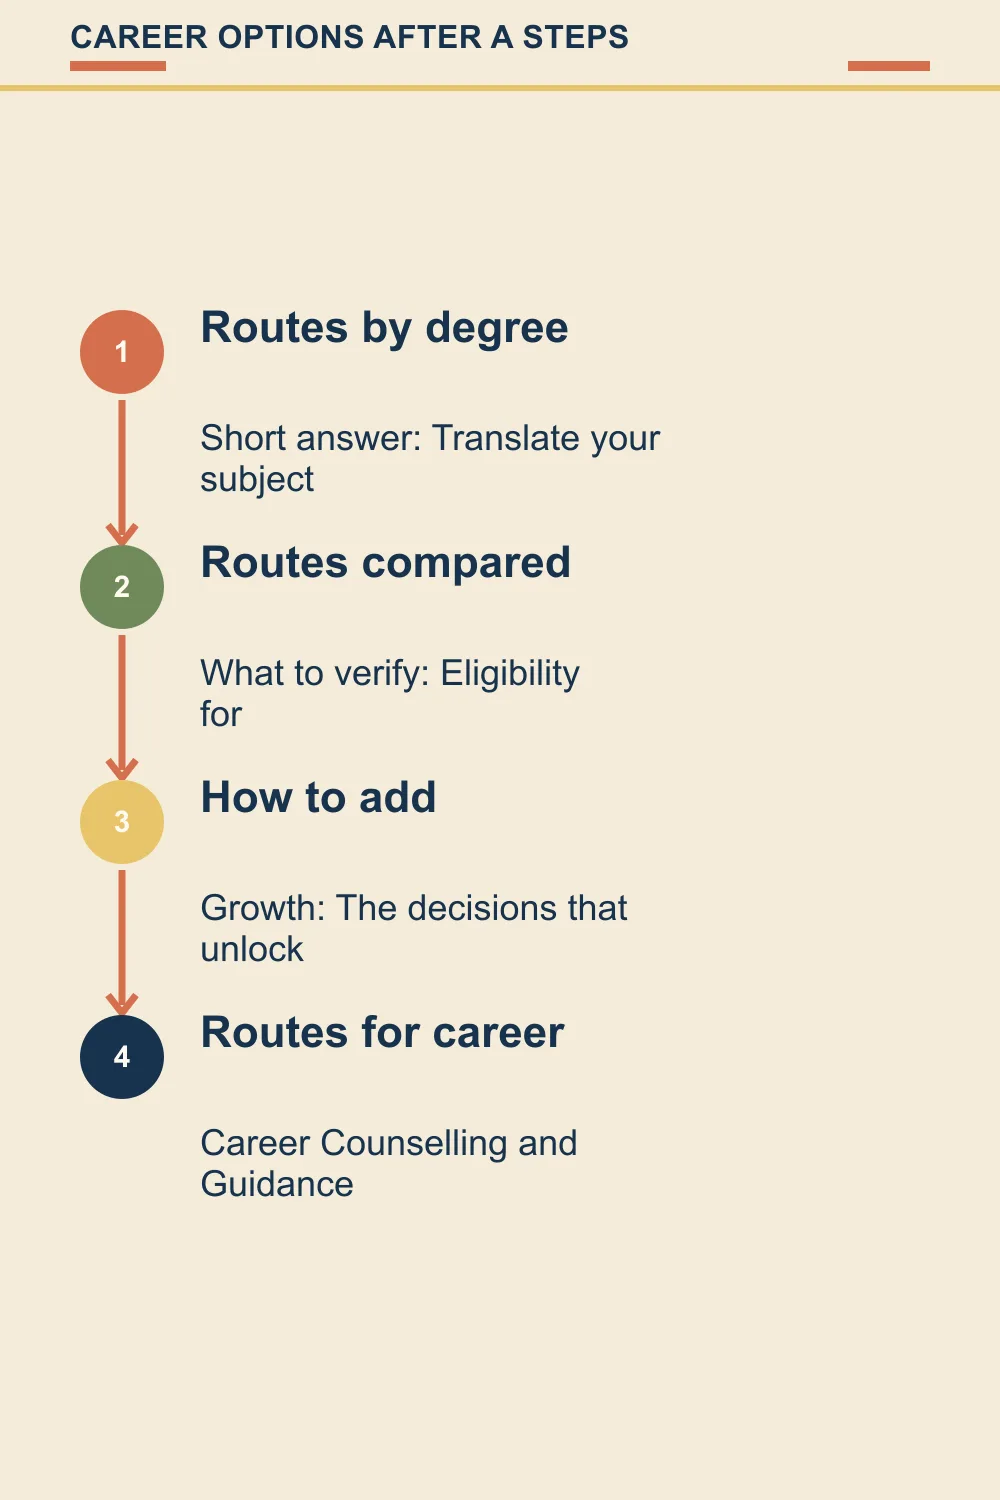 CAREER OPTIONS AFTER A STEPS
1
Routes by degree
Short answer: Translate your
subject
2
Routes compared
What to verify: Eligibility
for
3
How to add
Growth: The decisions that
unlock
4
Routes for career
Career Counselling and
Guidance